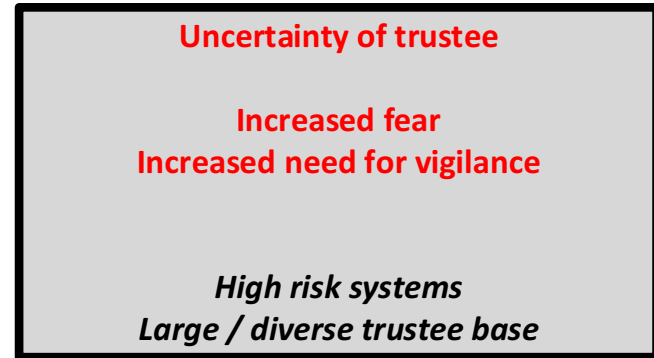 Uncertainty of trustee
Increased fear
Increased need for vigilance
High risk systems
Large / diverse trustee base